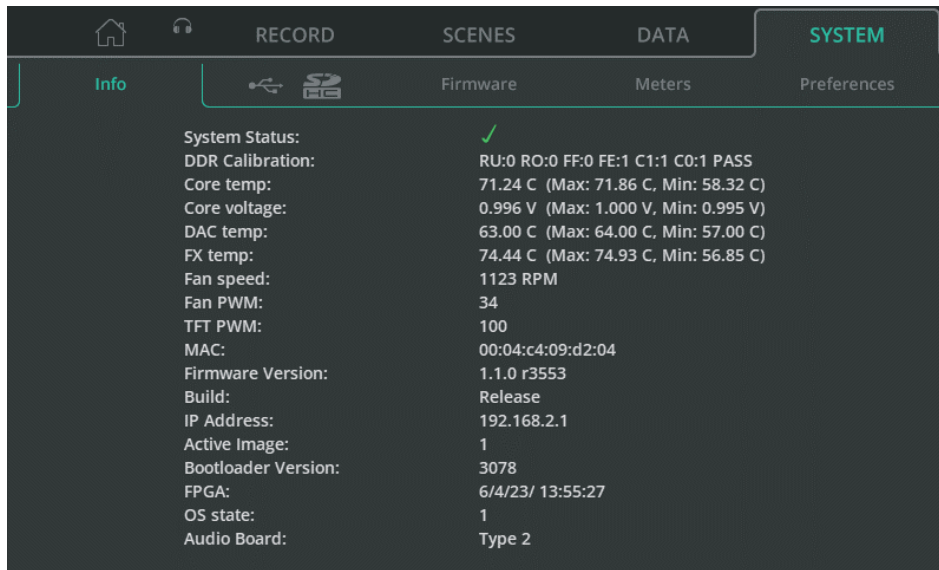 RECORD SCENES DATA SYSTEM
Info SD HC Firmware Meters Preferences
System Status:
DDR Calibration: RU:0 RO:0 FF:0 FE:1 C1:1 C0:1 PASS
Core temp: 71.24 C (Max: 71.86 C, Min: 58.32 C)
Core voltage: 0.996 V (Max: 1.000 V, Min: 0.995 V)
DAC temp: 63.00 C (Max: 64.00 C, Min: 57.00 C)
FX temp: 74.44 C (Max: 74.93 C, Min: 56.85 C)
Fan speed: 1123 RPM
Fan PWM: 34
TFT PWM: 100
MAC: 00:04:c4:09:d2:04
Firmware Version: 1.1.0 r3553
Build: Release
IP Address: 192.168.2.1
Active Image: 1
Bootloader Version: 3078
FPGA: 6/4/23/ 13:55:27
OS state: 1
Audio Board: Type 2